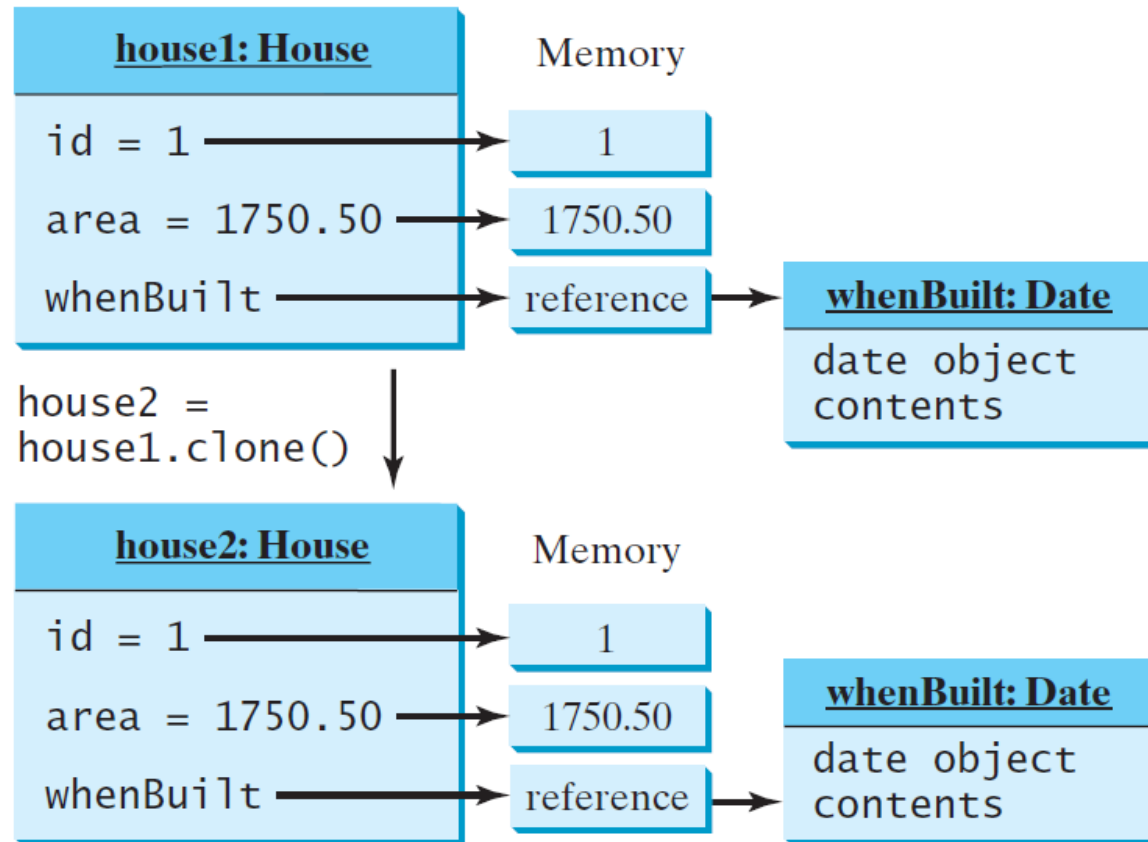 house1: House
Memory
id = 1
1
area = 1750.50
1750.50
whenBuilt
reference
whenBuilt: Date
date object
contents
house2 =
house1.clone()
house2: House
Memory
id = 1
1
area = 1750.50
1750.50
whenBuilt
reference
whenBuilt: Date
date object
contents